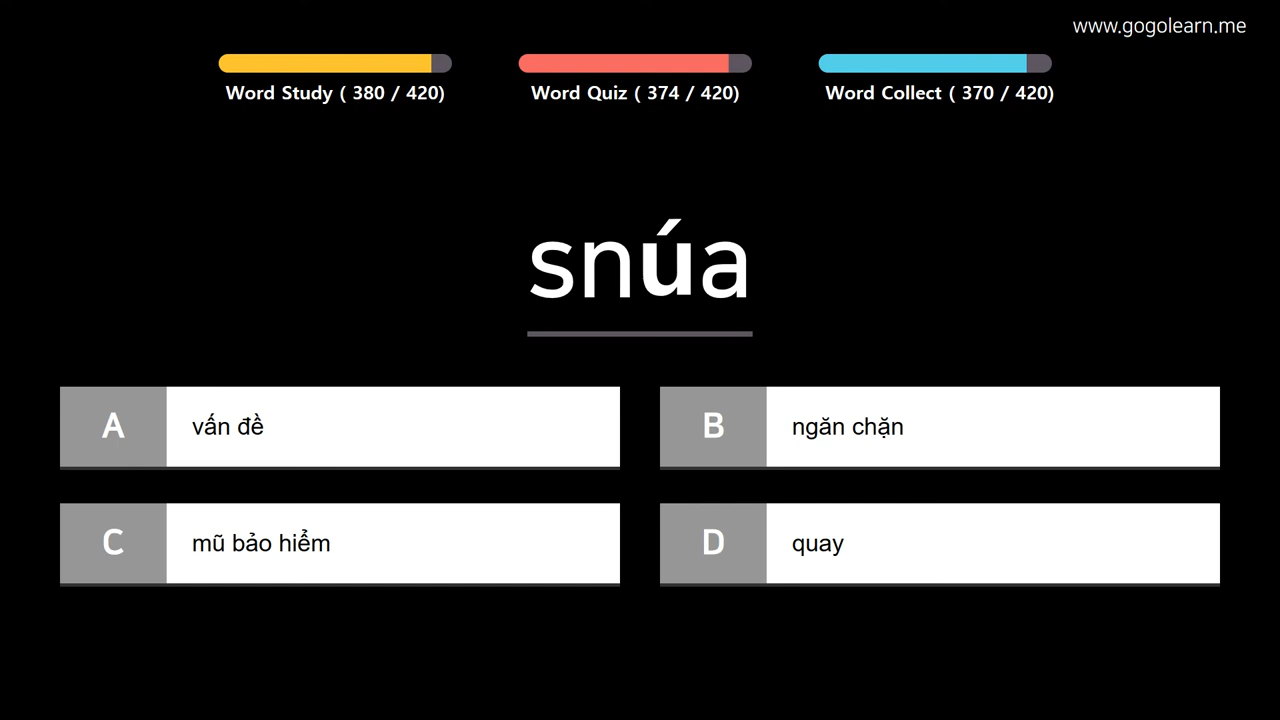 www.gogolearn.me
Word Study ( 380 / 420)
Word Quiz ( 374 / 420)
Word Collect ( 370 / 420)
snúa
A vấn đề
B ngăn chặn
C mũ bảo hiểm
D quay